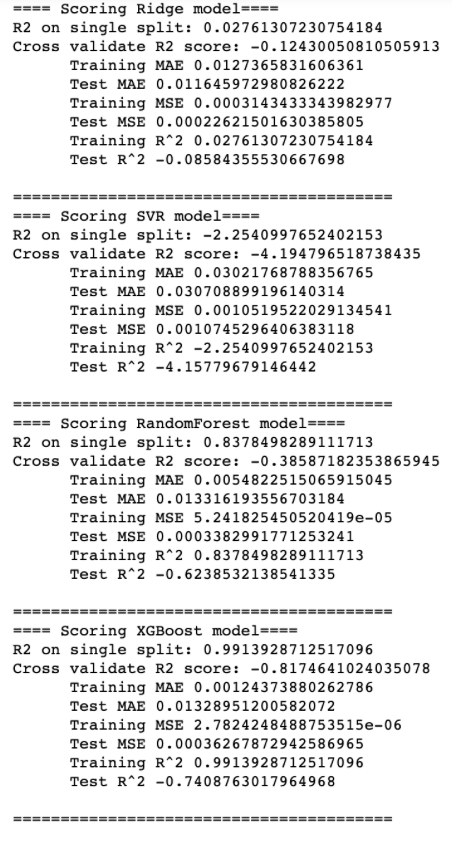 ==== Scoring Ridge model====
R2 on single split: 0.02761307230754184
Cross validate R2 score: -0.12430050810505913
Training MAE 0.0127365831606361
Test MAE 0.011645972980826222
Training MSE 0.0003143433343982977
Test MSE 0.00022621501630385805
Training R^2 0.02761307230754184
Test R^2 -0.08584355530667698
========================================
==== Scoring SVR model====
R2 on single split: -2.2540997652402153
Cross validate R2 score: -4.194796518738435
Training MAE 0.03021768788356765
Test MAE 0.030708899196140314
Training MSE 0.0010519522029134541
Test MSE 0.0010745296406383118
Training R^2 -2.2540997652402153
Test R^2 -4.15779679146442
========================================
==== Scoring RandomForest model====
R2 on single split: 0.8378498289111713
Cross validate R2 score: -0.38587182353865945
Training MAE 0.0054822515065915045
Test MAE 0.013316193556703184
Training MSE 5.241825450520419e-05
Test MSE 0.0003382991771253241
Training R^2 0.8378498289111713
Test R^2 -0.6238532138541335
========================================
==== Scoring XGBoost model====
R2 on single split: 0.9913928712517096
Cross validate R2 score: -0.8174641024035078
Training MAE 0.00124373880262786
Test MAE 0.01328951200582072
Training MSE 2.7824248488753515e-06
Test MSE 0.00036267872942586965
Training R^2 0.9913928712517096
Test R^2 -0.7408763017964968
========================================